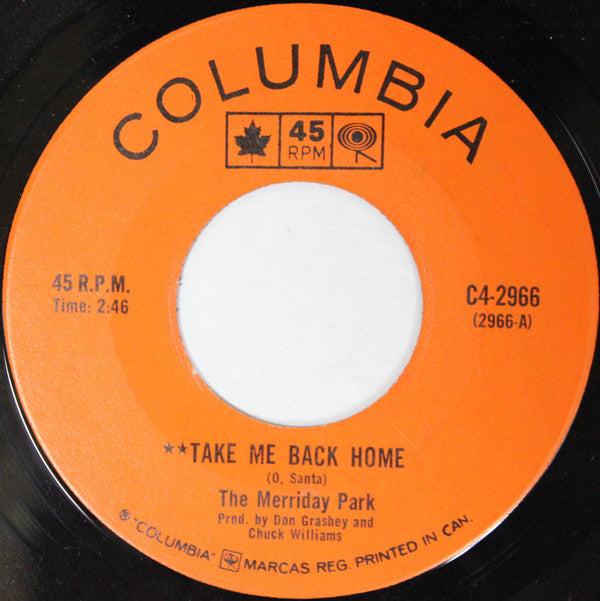 COLUMBIA
45
RPM
45 R.P.M.
Time: 2:46
C4-2966
(2966-A)
**TAKE ME BACK HOME
(O. Santa)
The Merriday Park
Prod. by Don Grashey and
Chuck Williams
® "COLUMBIA" MARCAS REG. PRINTED IN CAN.